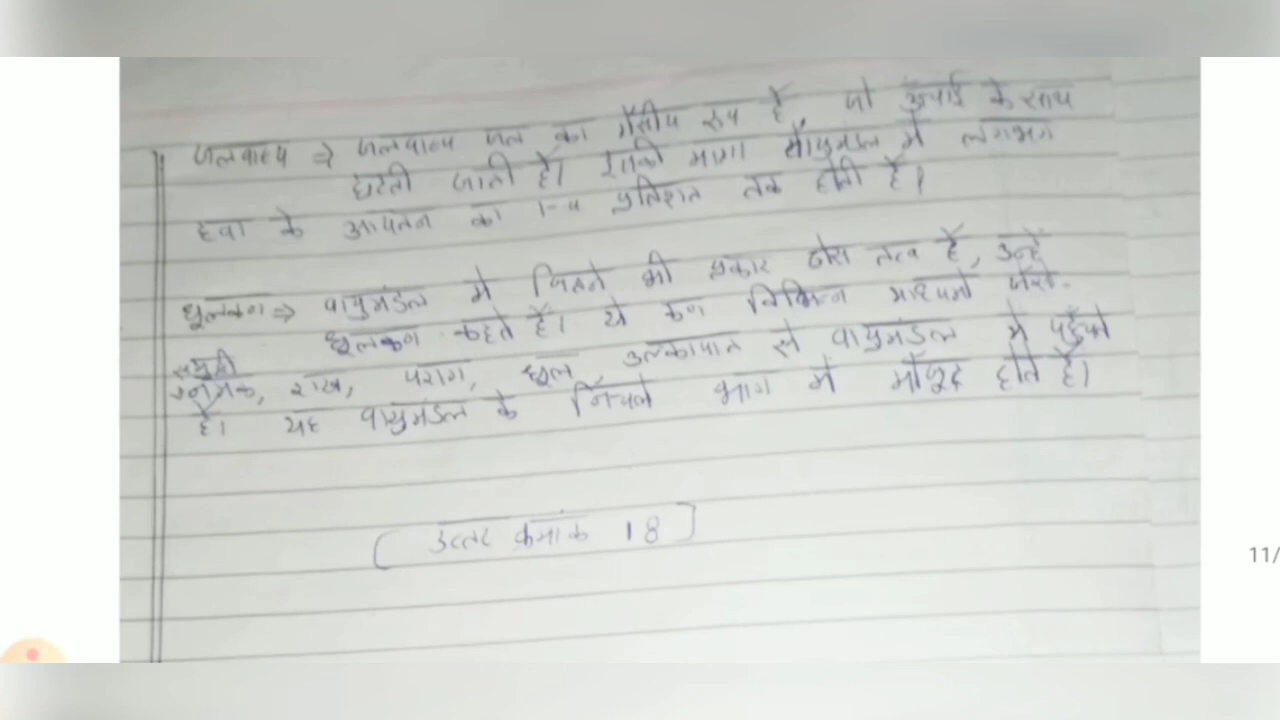 जलवाष्प ⇒ जलवाष्प जल का गैसीय रूप है, जो ऊंचाई के साथ
घटती जाती है। इसकी मात्रा वायुमंडल में लगभग
हवा के आयतन का 1-4 प्रतिशत तक होती है।
धूलकण ⇒ वायुमंडल में जितने भी प्रकार ठोस तत्व हैं, उन्हें
धूलकण कहते हैं। ये कण विभिन्न माध्यमो जैसे-
समुद्री
नमक, राख, पराग, धूल, उल्कापात से वायुमंडल में पहुँचते
है। यह वायुमंडल के निचले भाग में मौजूद होते है।
[ उत्तर क्रमांक 18 ]
11/